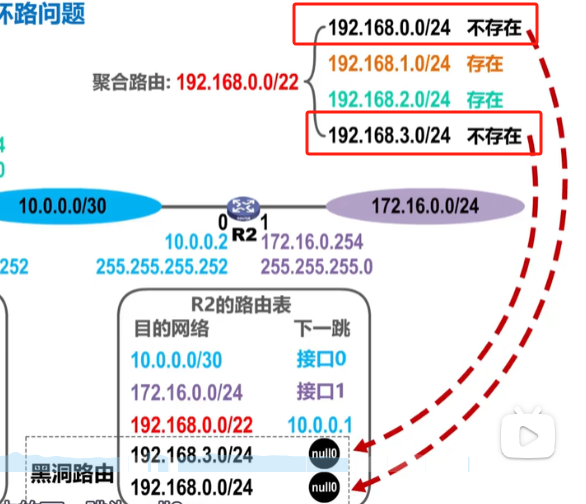 环路问题
192.168.0.0/24 不存在
192.168.1.0/24 存在
聚合路由: 192.168.0.0/22
192.168.2.0/24 存在
192.168.3.0/24 不存在
4
0
10.0.0.0/30
172.16.0.0/24
0
1
R2
10.0.0.2
172.16.0.254
252
255.255.255.252
255.255.255.0
R2的路由表
目的网络 下一跳
10.0.0.0/30 接口0
172.16.0.0/24 接口1
192.168.0.0/22 10.0.0.1
192.168.3.0/24 null0
黑洞路由
192.168.0.0/24 null0